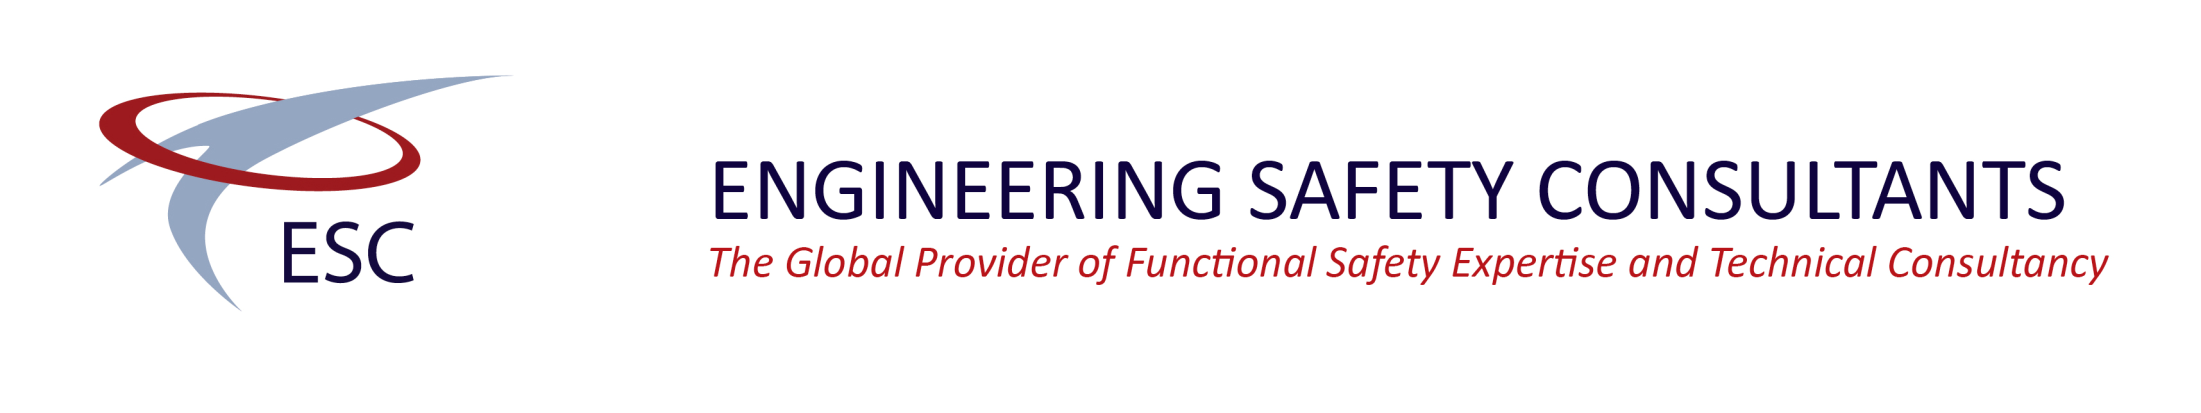 ESC
ENGINEERING SAFETY CONSULTANTS
The Global Provider of Functional Safety Expertise and Technical Consultancy